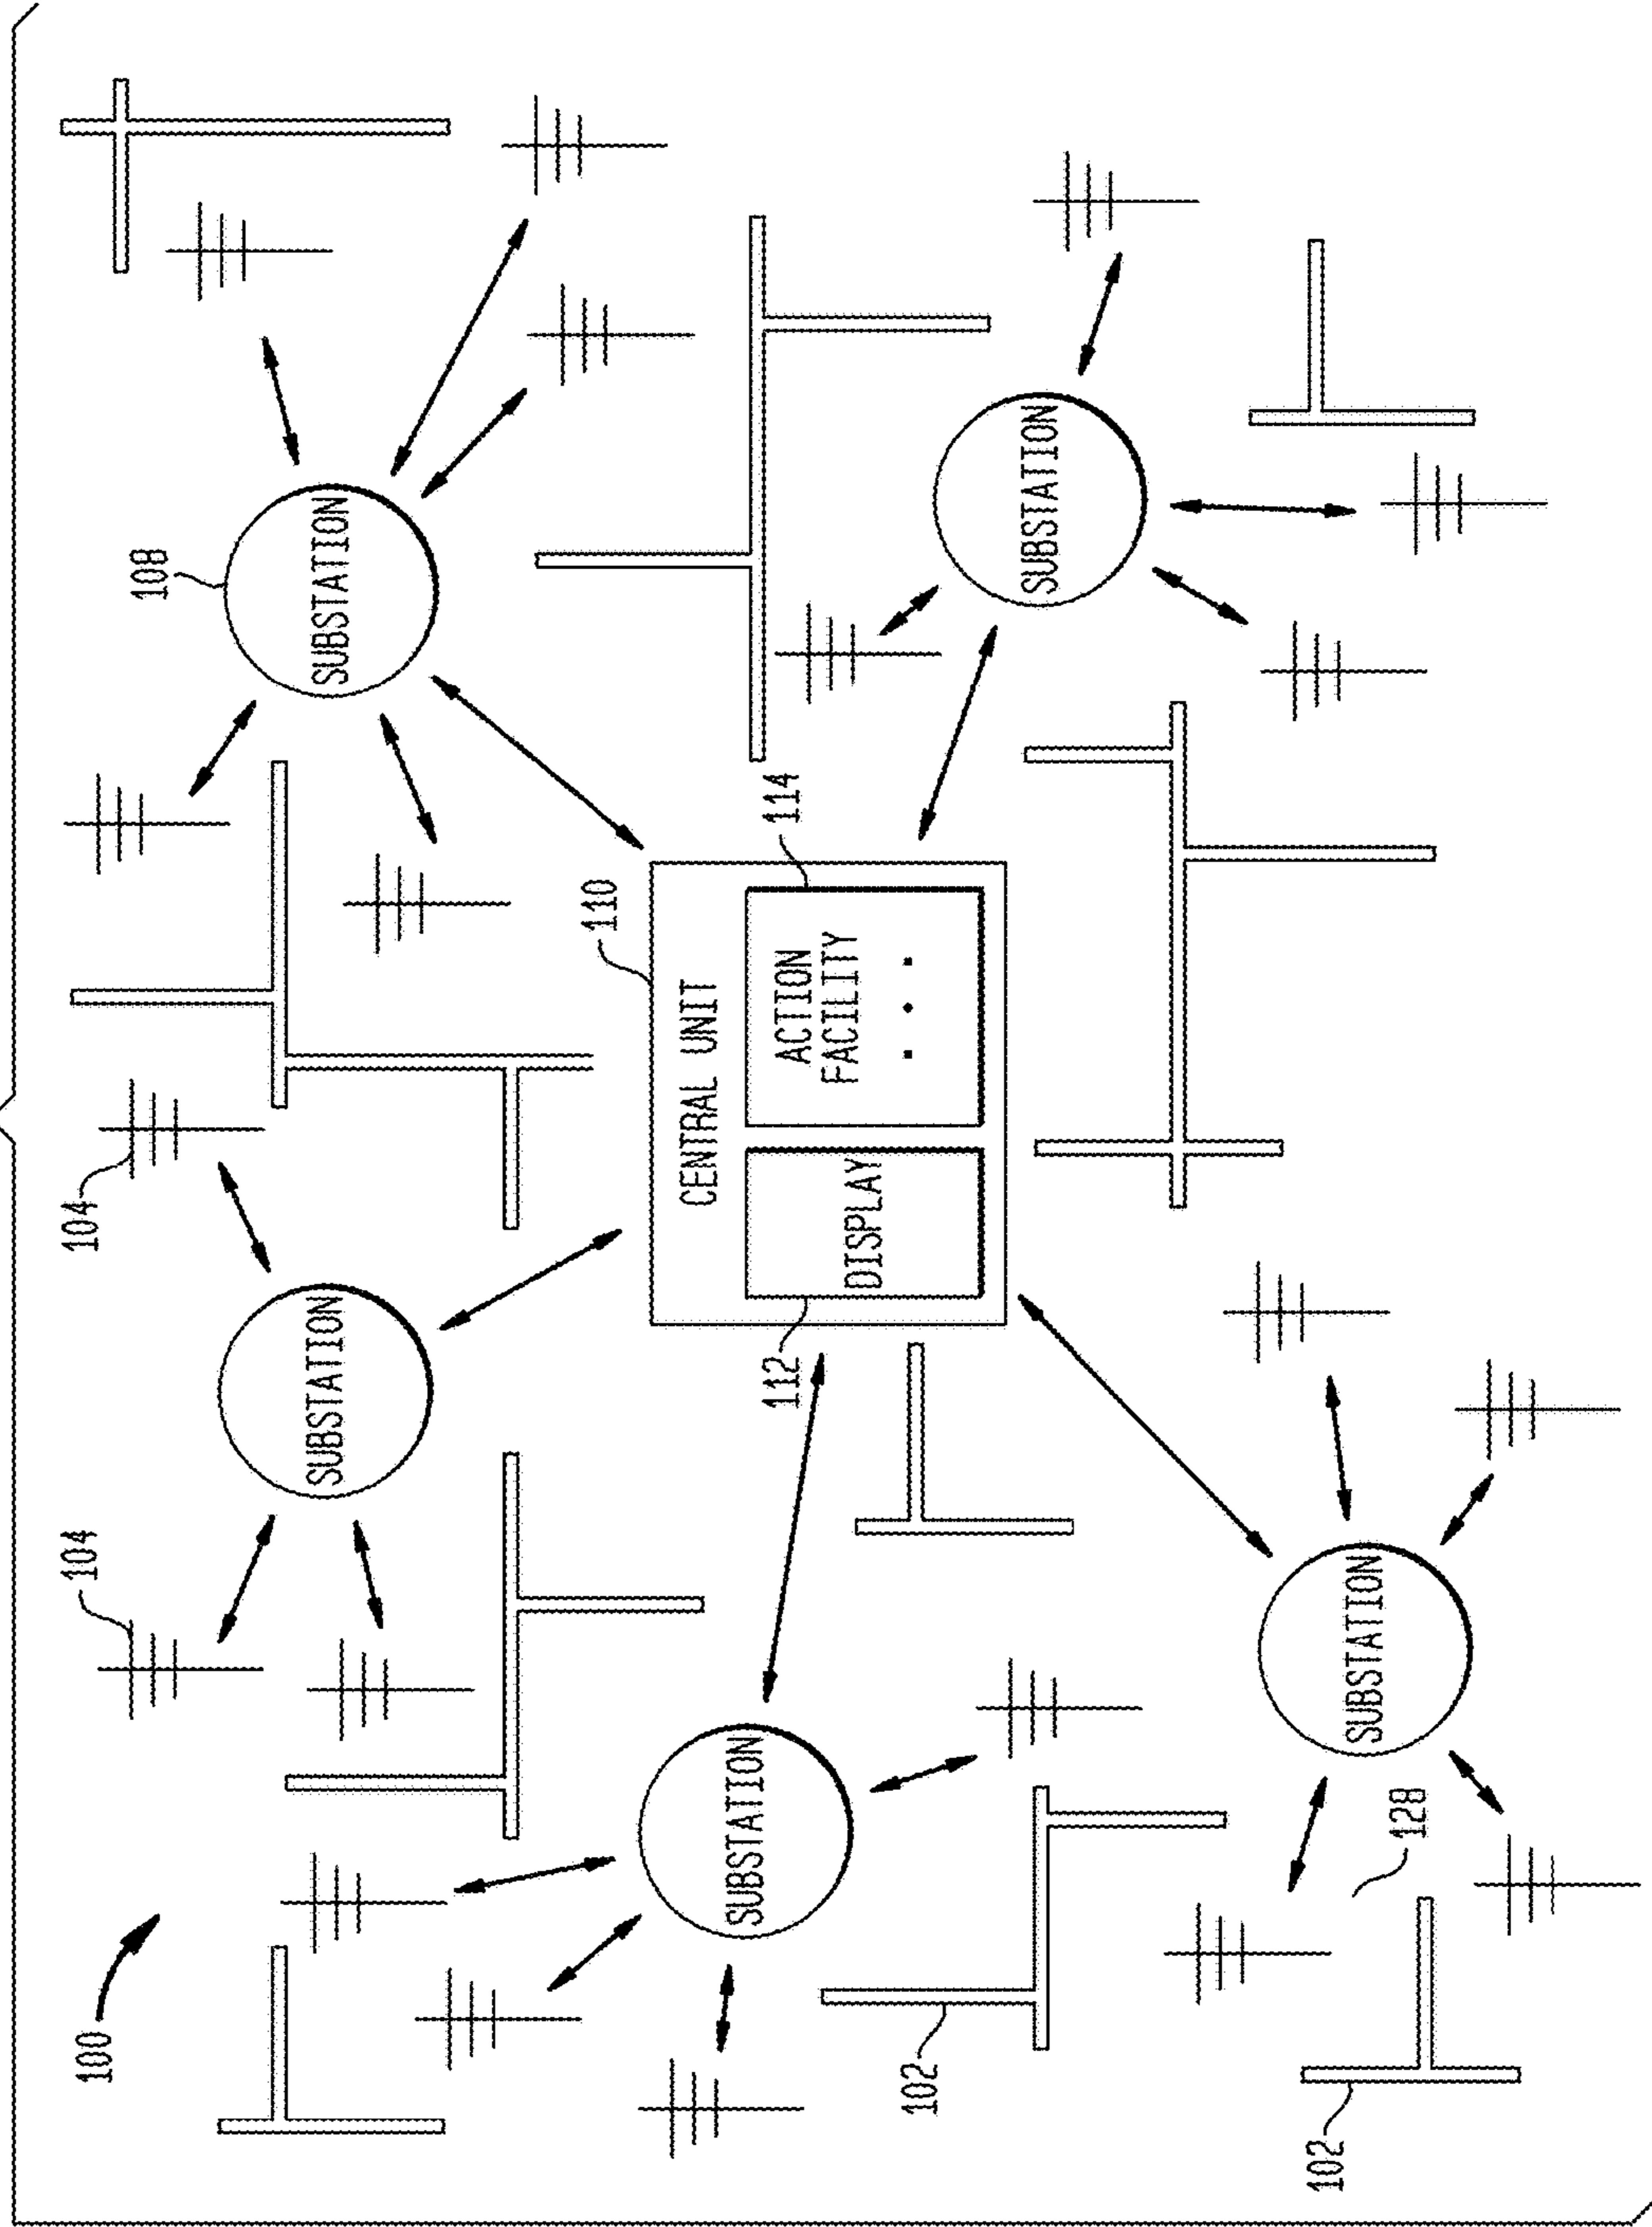 100
104
104
108
SUBSTATION
SUBSTATION
110
CENTRAL UNIT
SUBSTATION
112
114
ACTION
FACILITY
. . .
DISPLAY
102
SUBSTATION
102
SUBSTATION
128